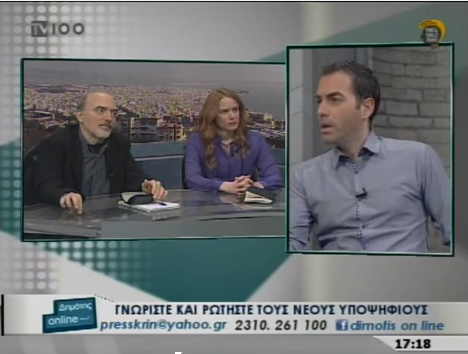 TV100
ΓΝΩΡΙΣΤΕ ΚΑΙ ΡΩΤΗΣΤΕ ΤΟΥΣ ΝΕΟΥΣ ΥΠΟΨΗΦΙΟΥΣ
Δημότης
online
presskrin@yahoo.gr 2310. 261 100 f dimotis on line
17:18